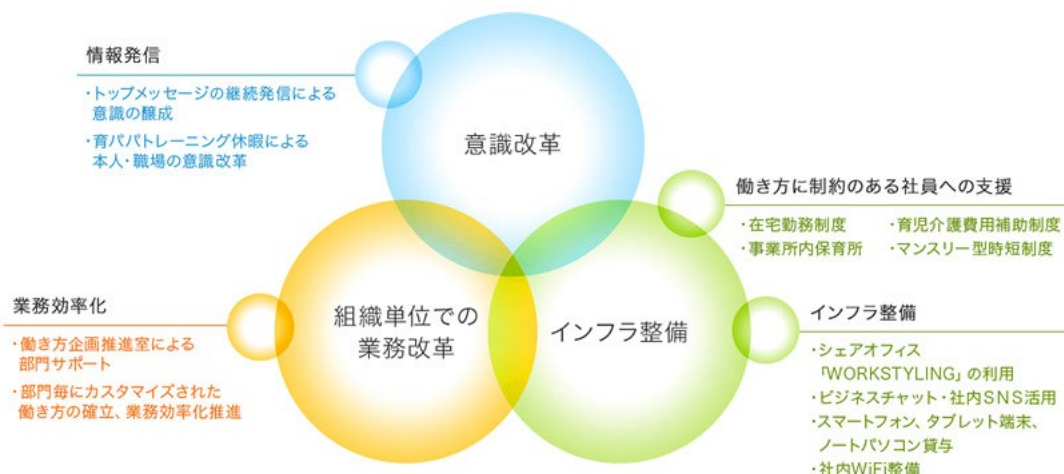 情報発信
・トップメッセージの継続発信による
意識の醸成
・育パパトレーニング休暇による
本人・職場の意識改革
意識改革
働き方に制約のある社員への支援
・在宅勤務制度 ・育児介護費用補助制度
・事業所内保育所 ・マンスリー型時短制度
業務効率化
・働き方企画推進室による
部門サポート
・部門毎にカスタマイズされた
働き方の確立、業務効率化推進
組織単位での
業務改革
インフラ整備
インフラ整備
・シェアオフィス
「WORKSTYLING」の利用
・ビジネスチャット・社内SNS活用
・スマートフォン、タブレット端末、
ノートパソコン貸与
・社内WiFi整備